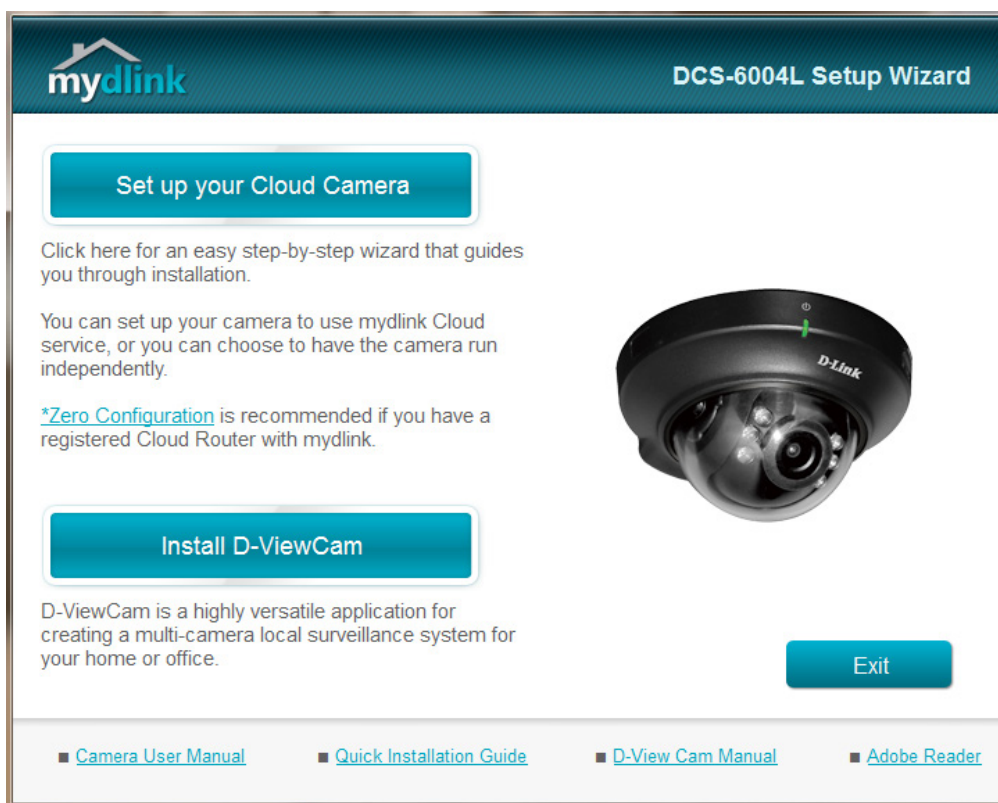 mydlink
DCS-6004L Setup Wizard
Set up your Cloud Camera
Click here for an easy step-by-step wizard that guides
you through installation.
You can set up your camera to use mydlink Cloud
service, or you can choose to have the camera run
independently.
*Zero Configuration is recommended if you have a
registered Cloud Router with mydlink.
D-Link
Install D-ViewCam
D-ViewCam is a highly versatile application for
creating a multi-camera local surveillance system for
your home or office.
Exit
Camera User Manual
Quick Installation Guide
D-View Cam Manual
Adobe Reader